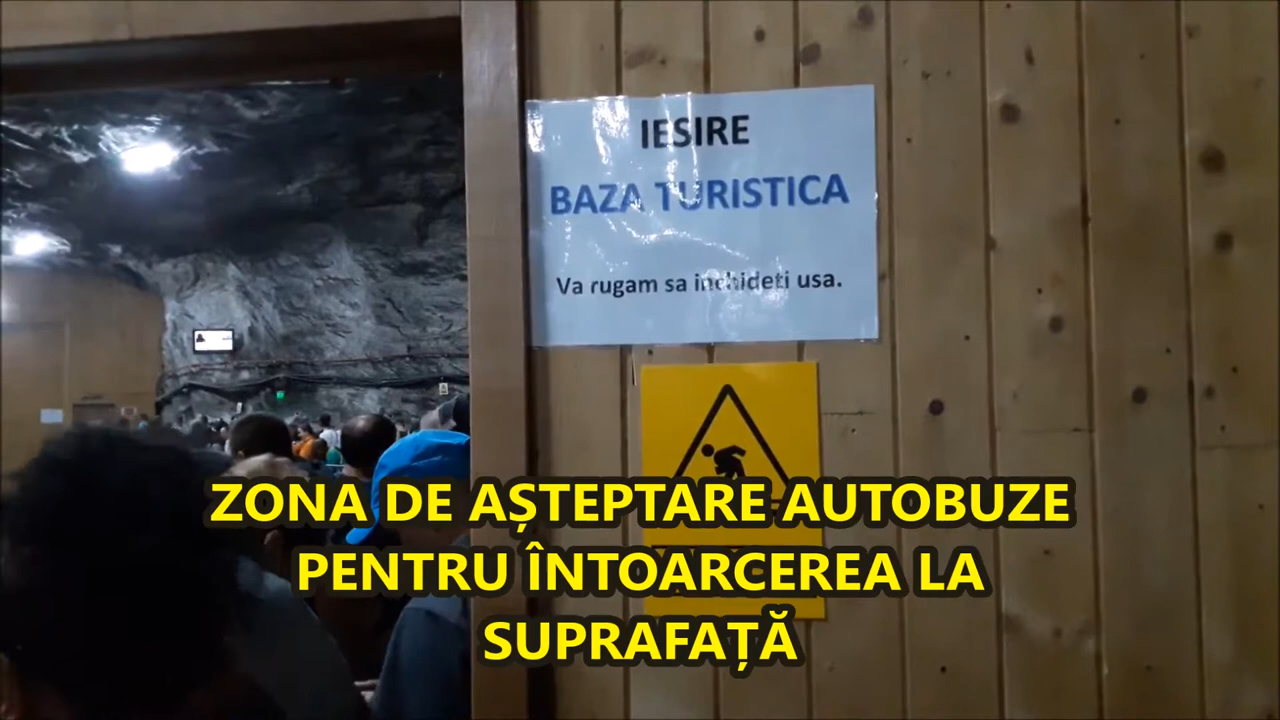 IESIRE
BAZA TURISTICA
Va rugam sa inchideti usa.
ZONA DE AȘTEPTARE AUTOBUZE
PENTRU ÎNTOARCEREA LA
SUPRAFAȚĂ